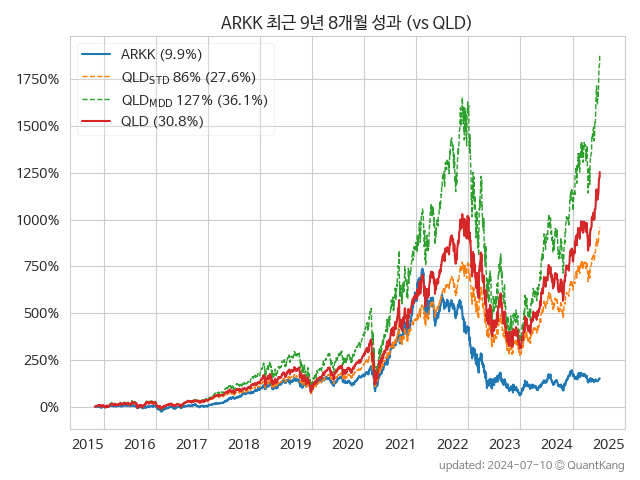 ARKK 최근 9년 8개월 성과 (vs QLD)
ARKK (9.9%)
QLD_STD 86% (27.6%)
QLD_MDD 127% (36.1%)
QLD (30.8%)
1750%
1500%
1250%
1000%
750%
500%
250%
0%
2015 2016 2017 2018 2019 2020 2021 2022 2023 2024 2025
updated: 2024-07-10 © QuantKang